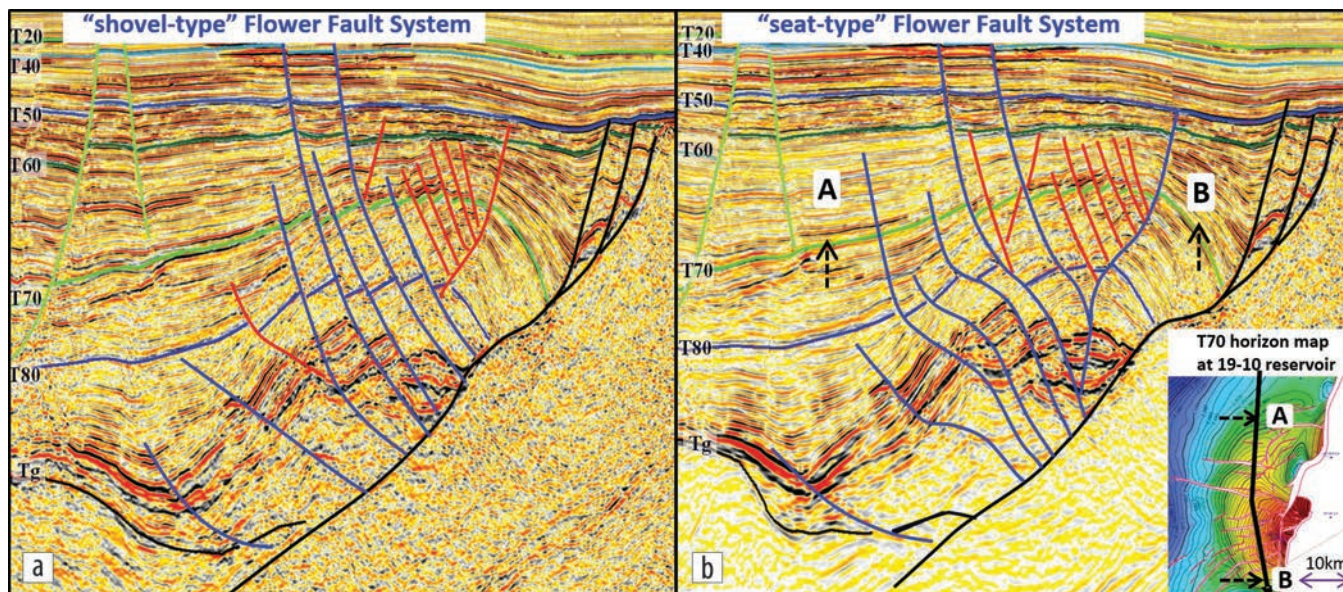 "shovel-type" Flower Fault System
T20
T40
T50
T60
T70
T80
Tg
a
"seat-type" Flower Fault System
T20
T40
T50
T60
A
B
T70
T80
Tg
b
T70 horizon map
at 19-10 reservoir
A
B
10km